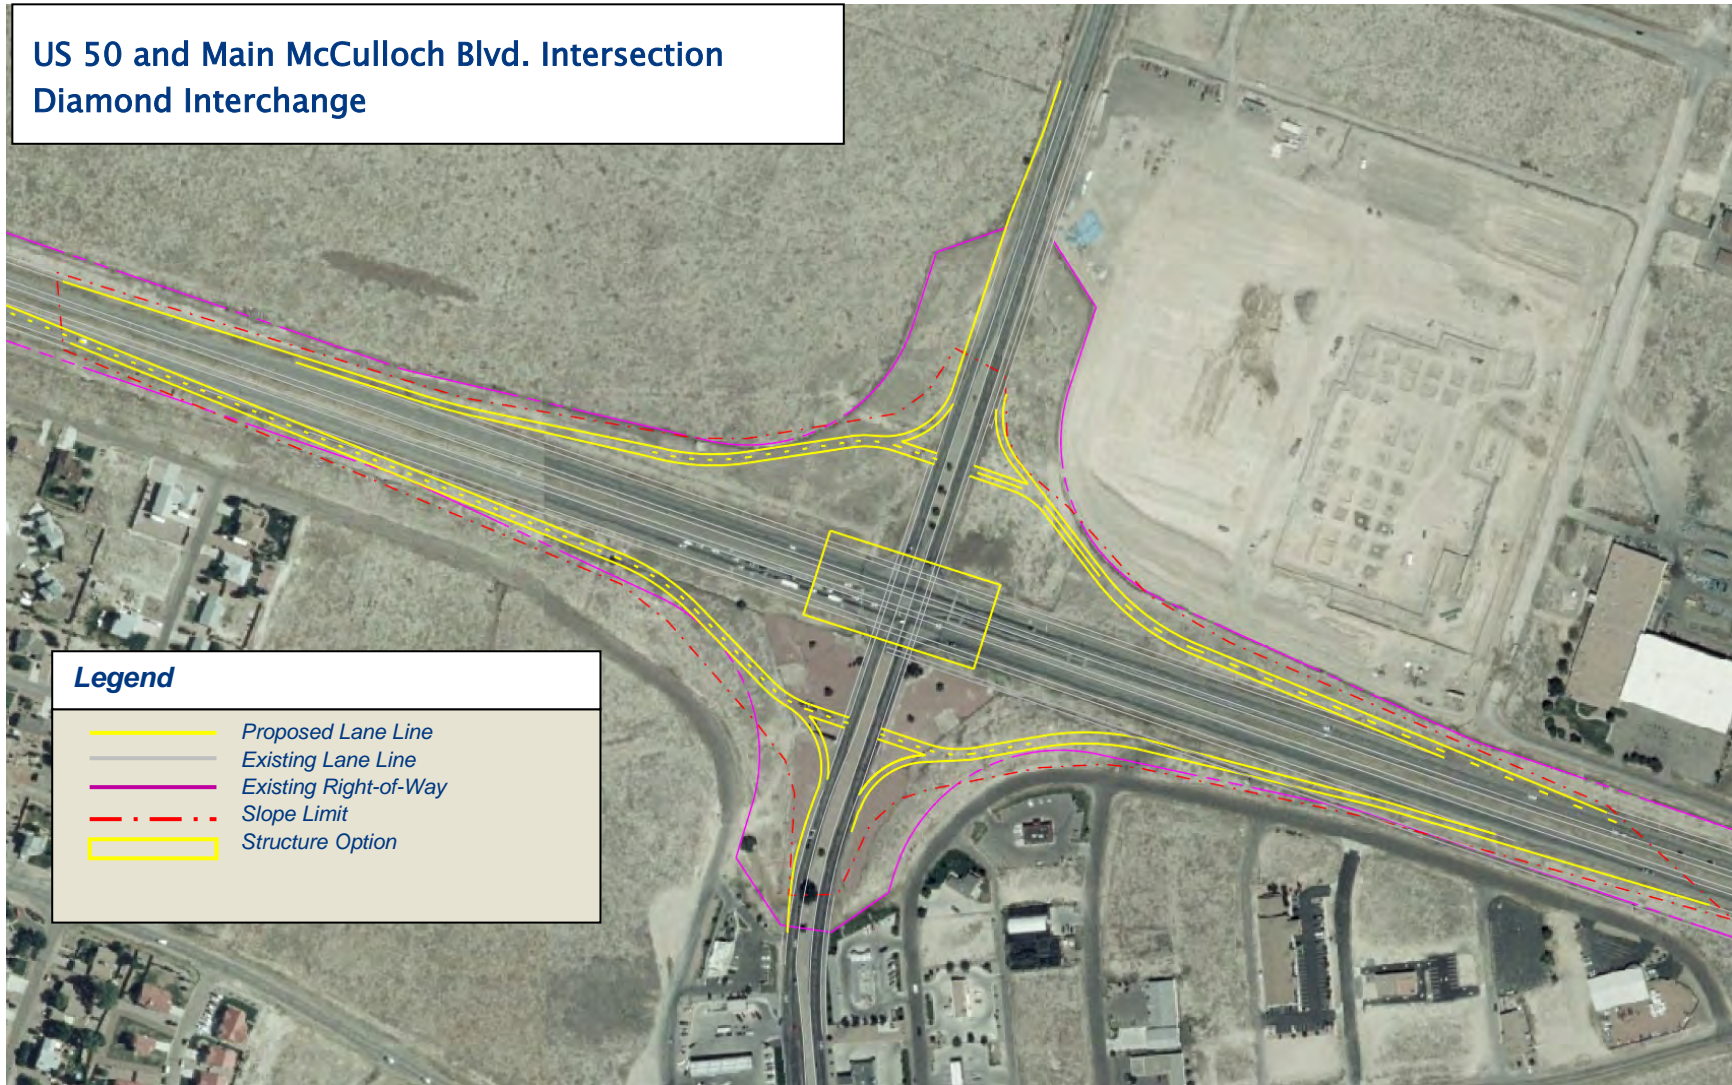 US 50 and Main McCulloch Blvd. Intersection
Diamond Interchange
Legend
Proposed Lane Line
Existing Lane Line
Existing Right-of-Way
Slope Limit
Structure Option